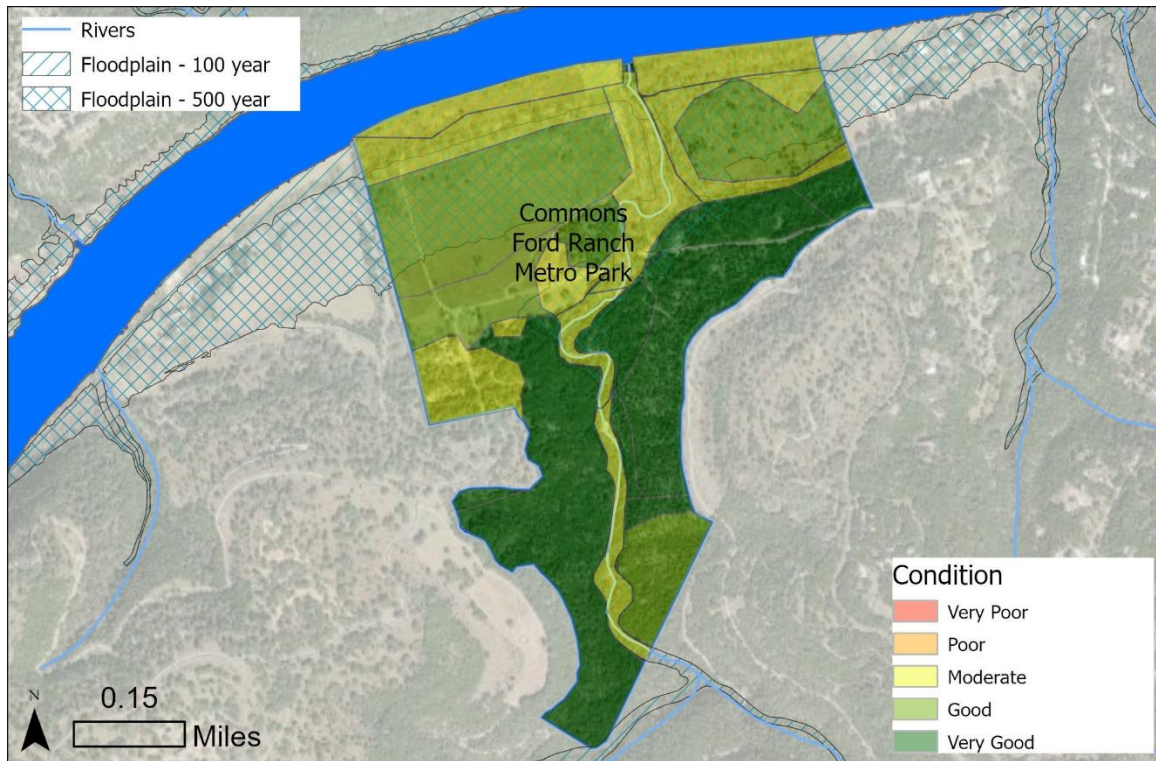 Rivers
Floodplain - 100 year
Floodplain - 500 year
Commons
Ford Ranch
Metro Park
N
0.15
Miles
Condition
Very Poor
Poor
Moderate
Good
Very Good